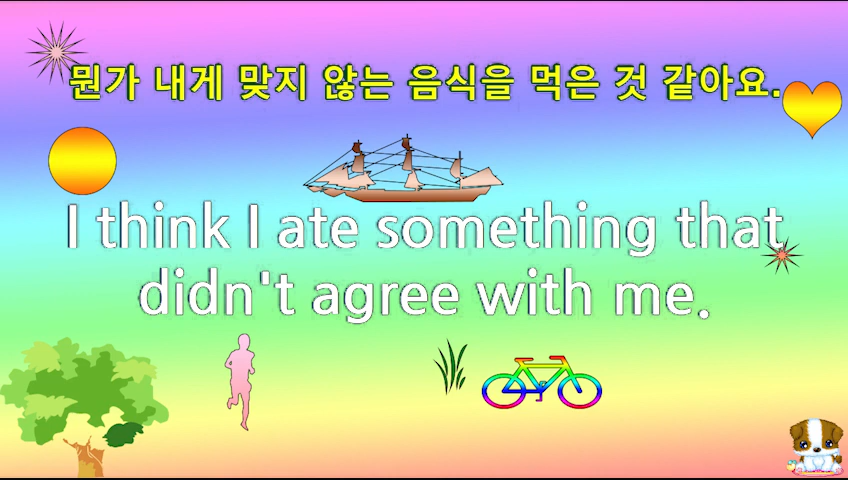 뭔가 내게 맞지 않는 음식을 먹은 것 같아요.
I think I ate something that
didn't agree with me.